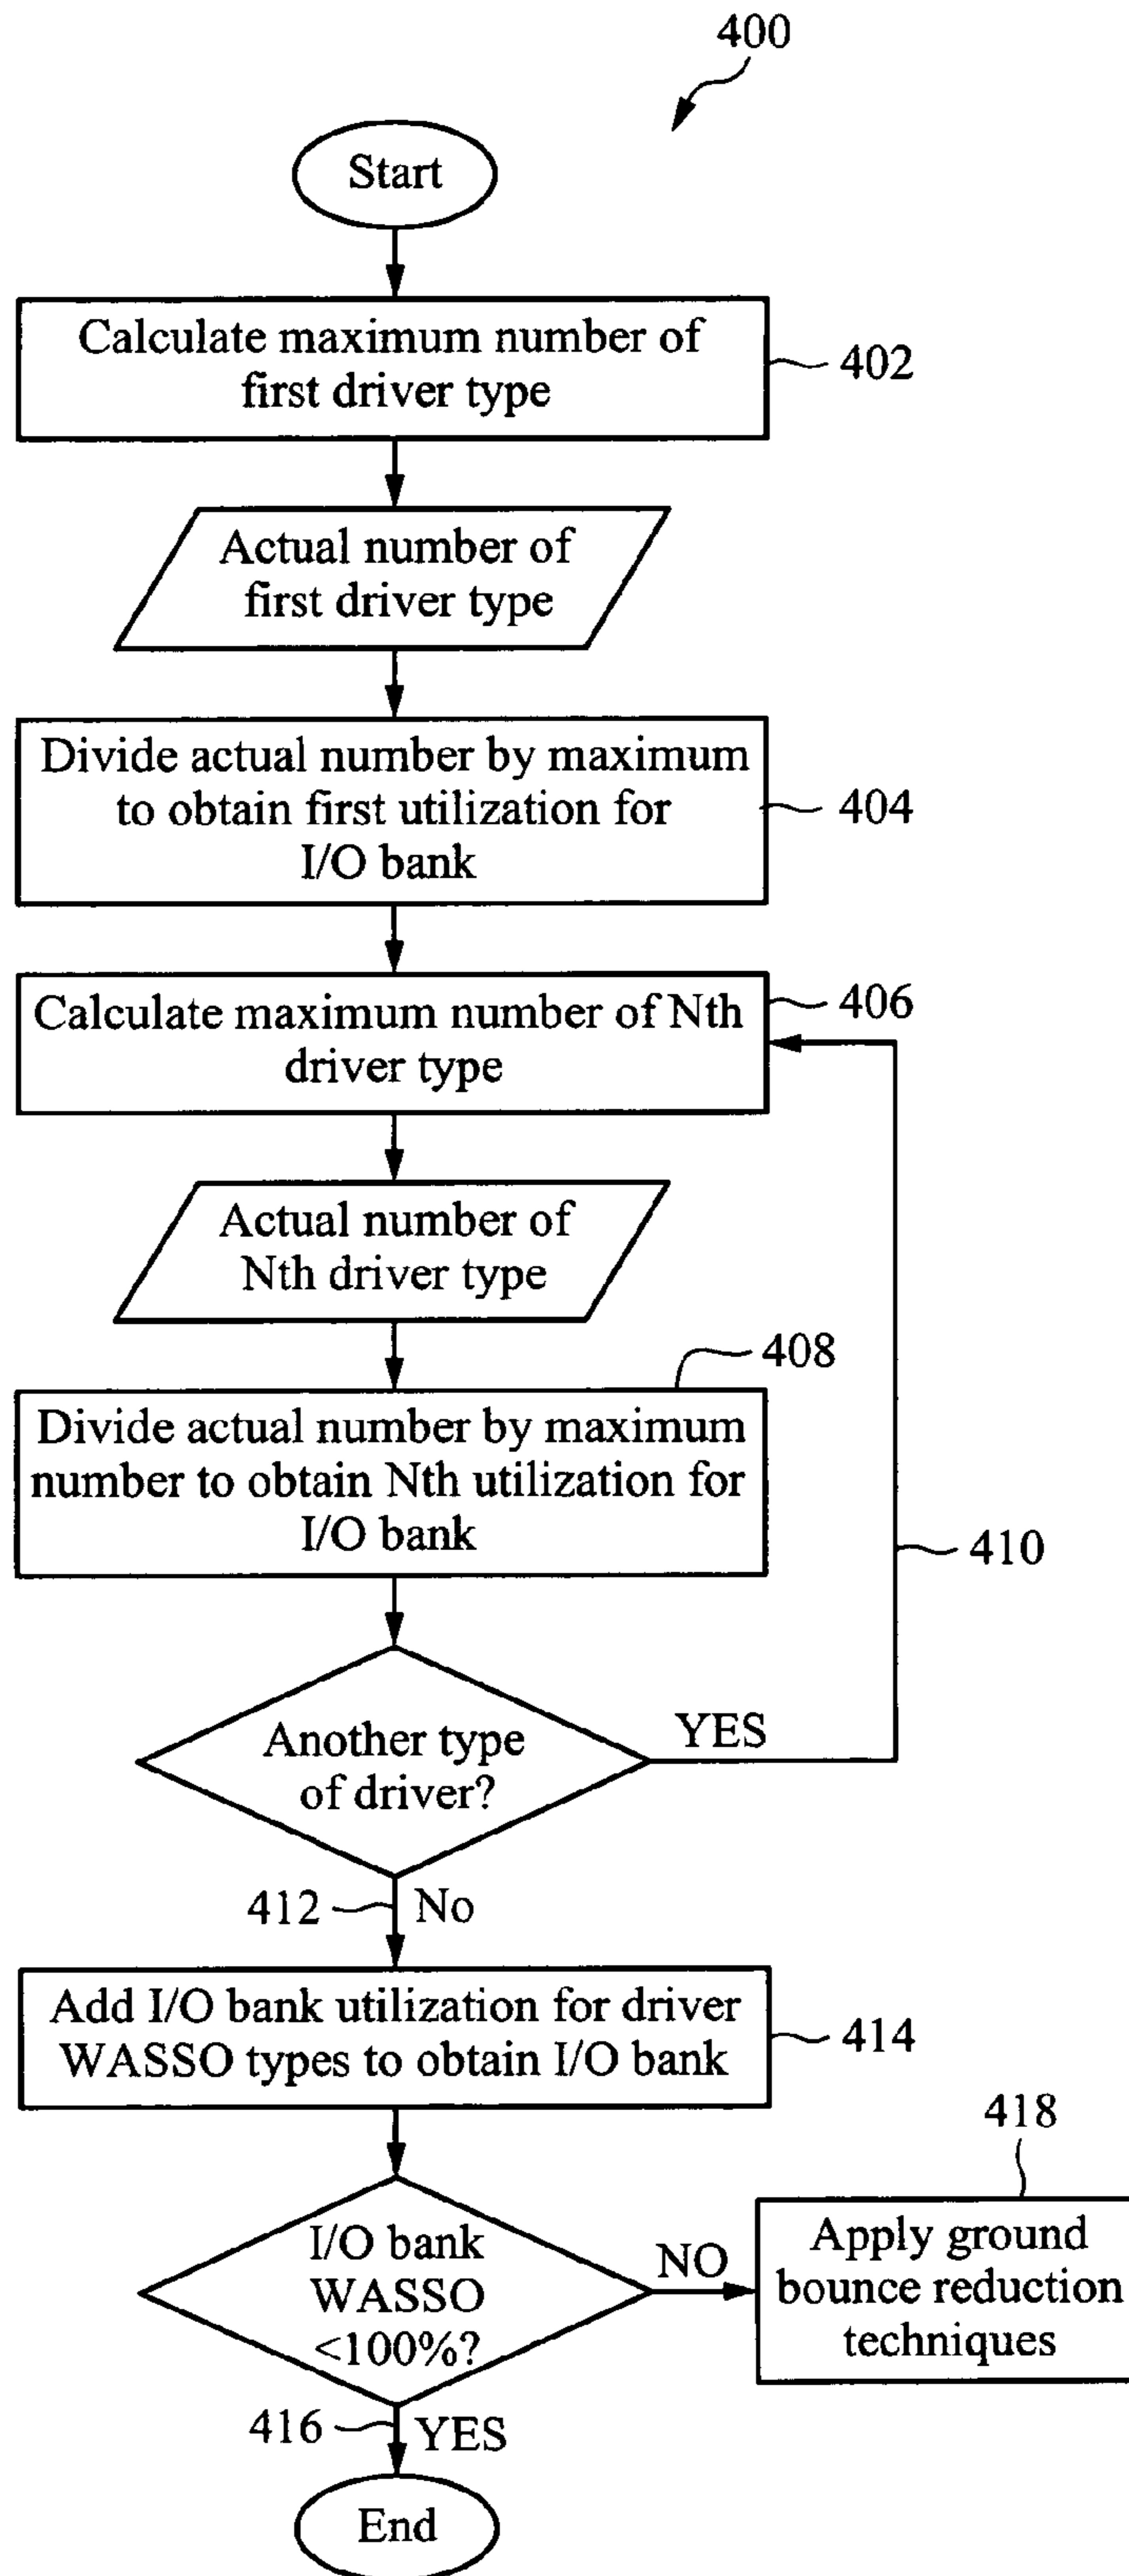 400
Start
Calculate maximum number of
first driver type
402
Actual number of
first driver type
Divide actual number by maximum
to obtain first utilization for
I/O bank
404
Calculate maximum number of Nth
driver type
406
Actual number of
Nth driver type
408
Divide actual number by maximum
number to obtain Nth utilization for
I/O bank
410
Another type
of driver?
YES
412
No
Add I/O bank utilization for driver
WASSO types to obtain I/O bank
414
I/O bank
WASSO
<100%?
NO
418
Apply ground
bounce reduction
techniques
416
YES
End